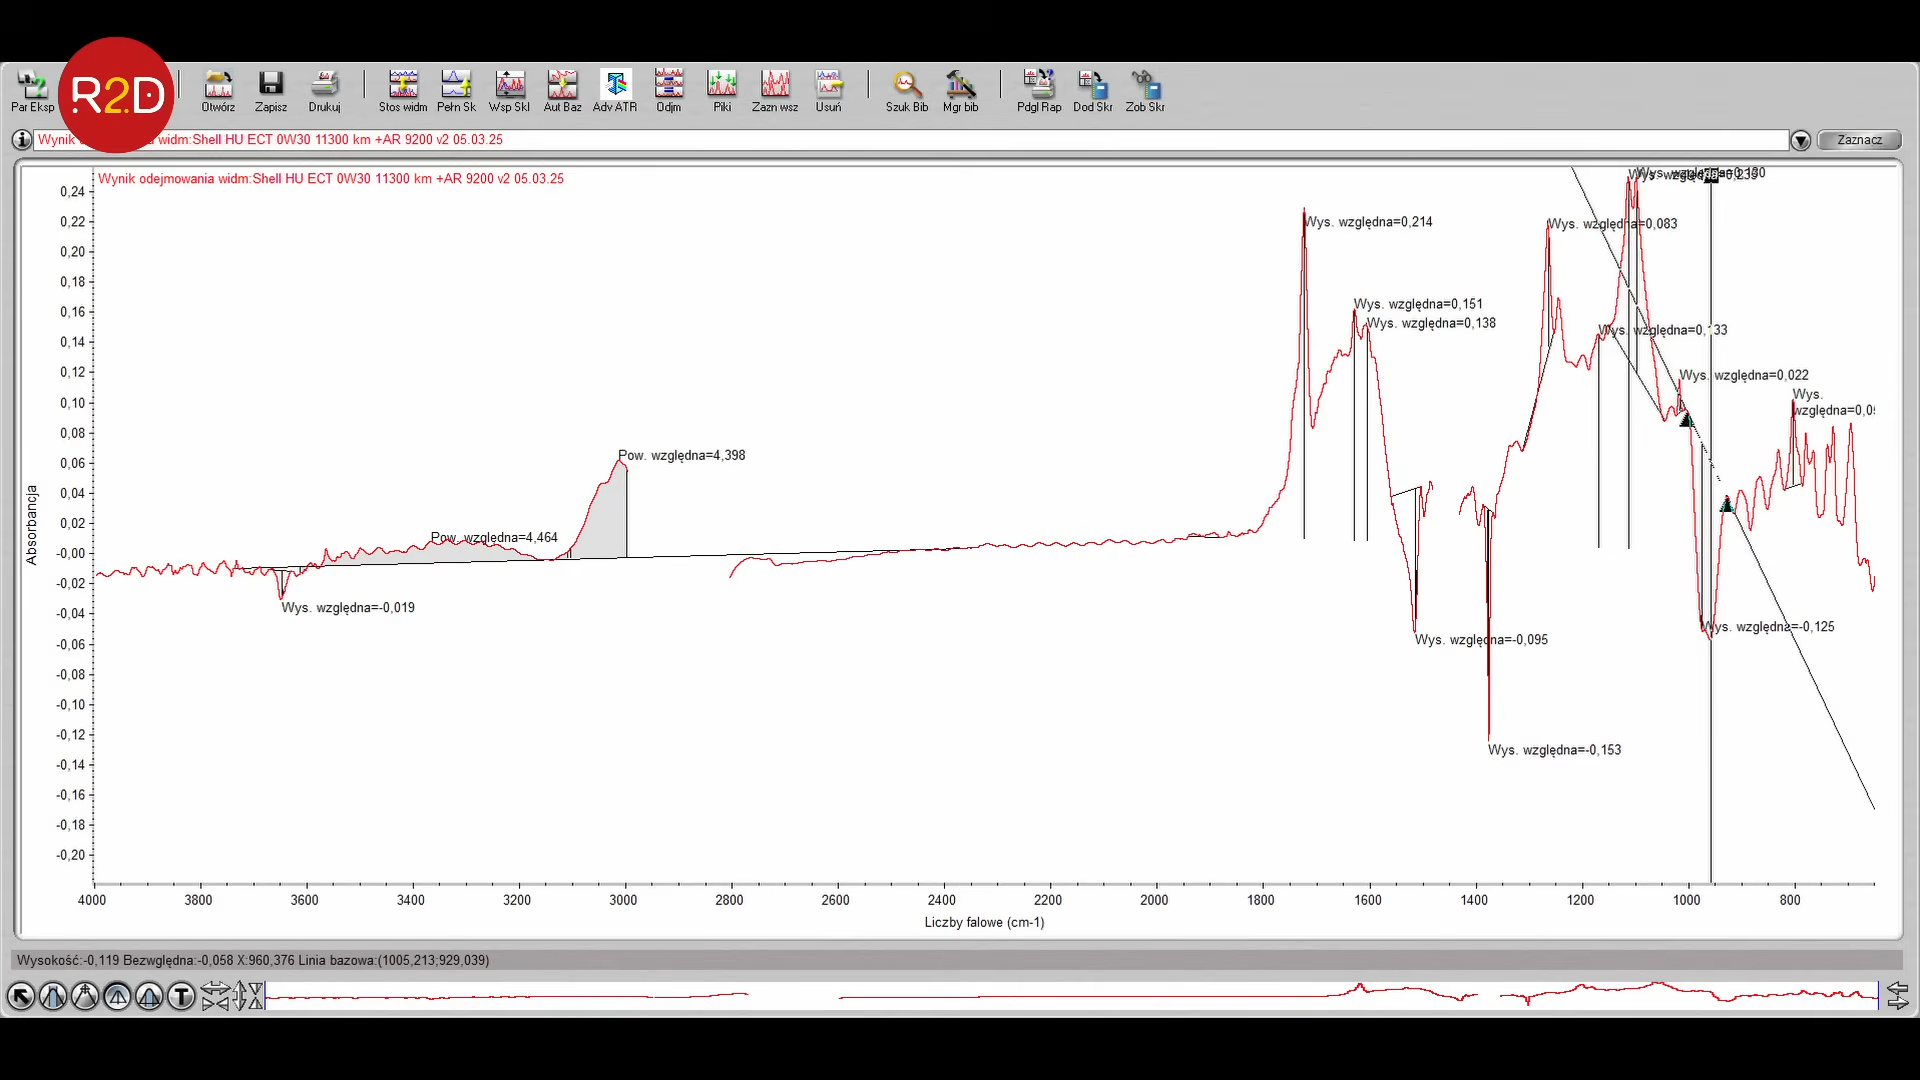 R2D
Par Eksp
Otwórz
Zapisz
Drukuj
Stos widm
Pełn Sk
Wsp Skl
Aut Baz
Adv ATR
Odjm
Piki
Zazn wsz
Usuń
Szuk Bib
Mgr bib
Pdgl Rap
Dod Skr
Zob Skr
Wynik widm:Shell HU ECT 0W30 11300 km +AR 9200 v2 05.03.25
Zaznacz
Wynik odejmowania widm:Shell HU ECT 0W30 11300 km +AR 9200 v2 05.03.25
Wys. względna=0,214
Wys. względna=0,083
Wys. względna=0,151
Wys. względna=0,138
Wys. względna=0,133
Wys. względna=0,022
Wys.
Pow. względna=4,398
Pow. względna=4,464
Wys. względna=-0,019
Wys. względna=-0,125
Wys. względna=-0,095
Wys. względna=-0,153
Absorbancja
0,24
0,22
0,20
0,18
0,16
0,14
0,12
0,10
0,08
0,06
0,04
0,02
-0,00
-0,02
-0,04
-0,06
-0,08
-0,10
-0,12
-0,14
-0,16
-0,18
-0,20
4000 3800 3600 3400 3200 3000 2800 2600 2400 2200 2000 1800 1600 1400 1200 1000 800
Liczby falowe (cm-1)
Wysokość:-0,119 Bezwględna:-0,058 X:960,376 Linia bazowa:(1005,213;929,039)
T